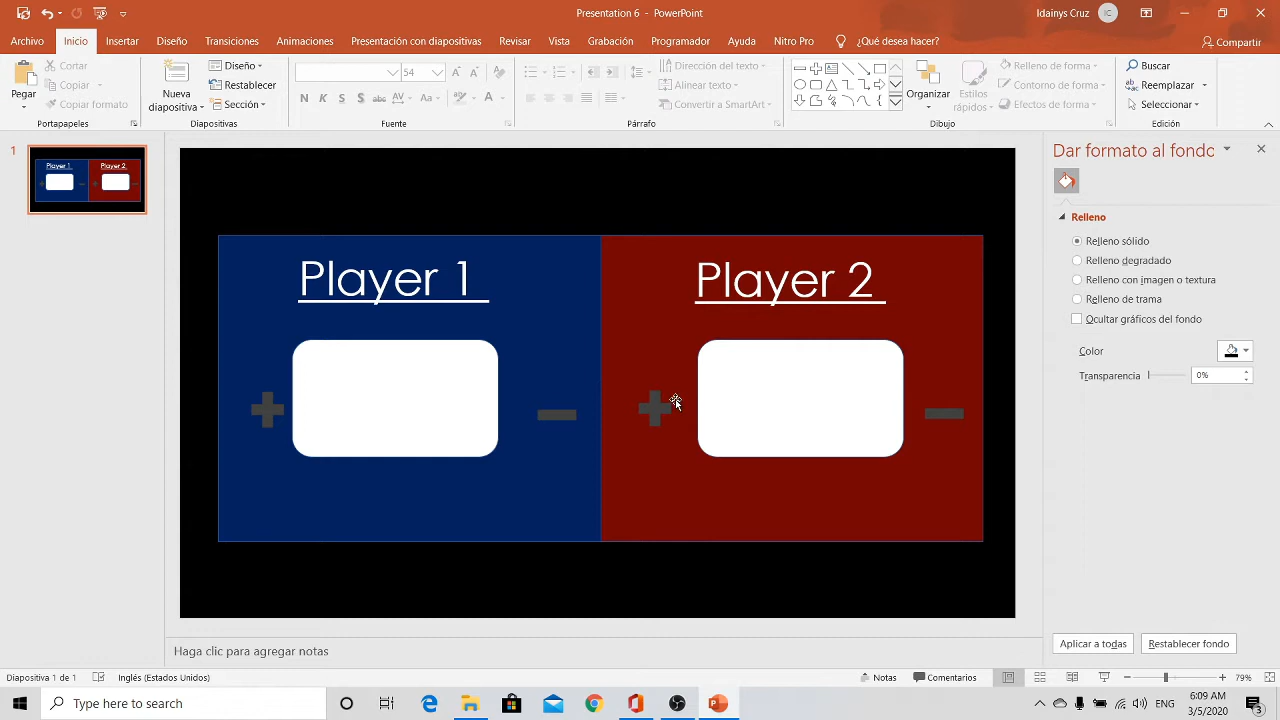 Presentation 6 - PowerPoint
Idainys Cruz
IC
Archivo Inicio Insertar Diseño Transiciones Animaciones Presentación con diapositivas Revisar Vista Grabación Programador Ayuda Nitro Pro ¿Qué desea hacer? Compartir
Pegar
Cortar
Copiar
Copiar formato
Portapapeles
Nueva
diapositiva
Diseño
Restablecer
Sección
Diapositivas
54
N K S S abc AV Aa A
Fuente
Dirección del texto
Alinear texto
Convertir a SmartArt
Párrafo
Organizar
Estilos
rápidos
Relleno de forma
Contorno de forma
Efectos de forma
Dibujo
Buscar
Reemplazar
Seleccionar
Edición
1
Player 1 Player 2
Player 1
Player 2
Dar formato al fondo
Relleno
Relleno sólido
Relleno degradado
Relleno con imagen o textura
Relleno de trama
Ocultar gráficos del fondo
Color
Transparencia 0%
Aplicar a todas Restablecer fondo
Haga clic para agregar notas
Diapositiva 1 de 1 Inglés (Estados Unidos) Notas Comentarios 79%
Type here to search
6:09 AM
3/5/2020
3